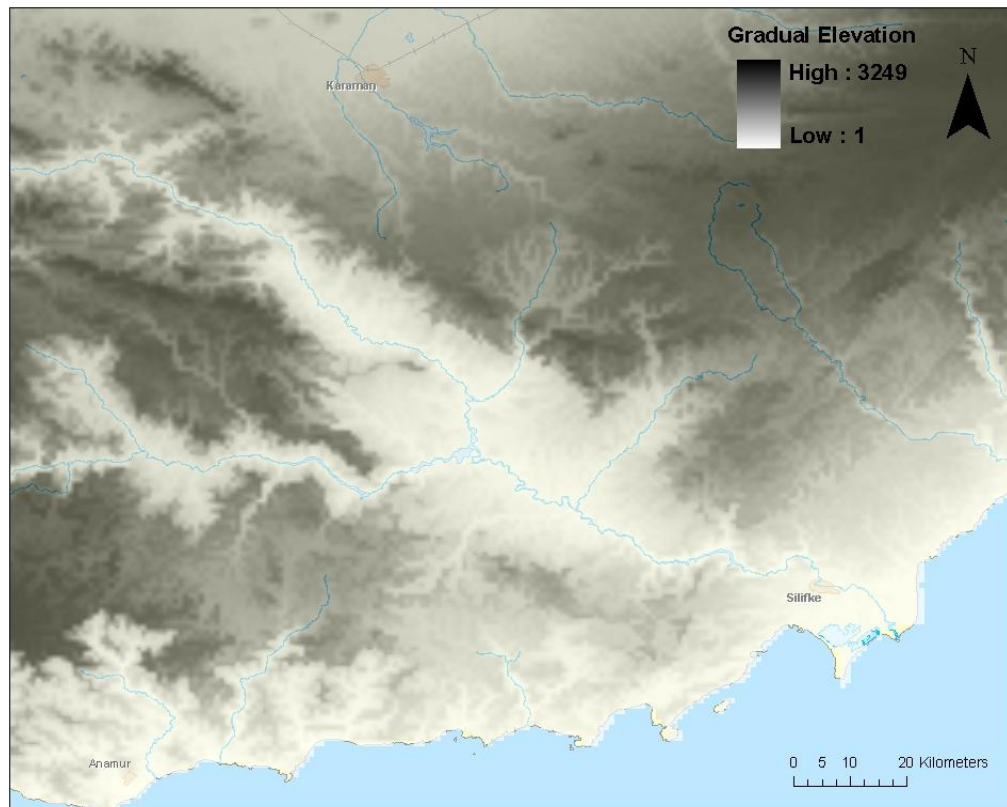 Gradual Elevation
High : 3249
Low : 1
N
Karaman
Silifke
Anamur
0 5 10 20 Kilometers